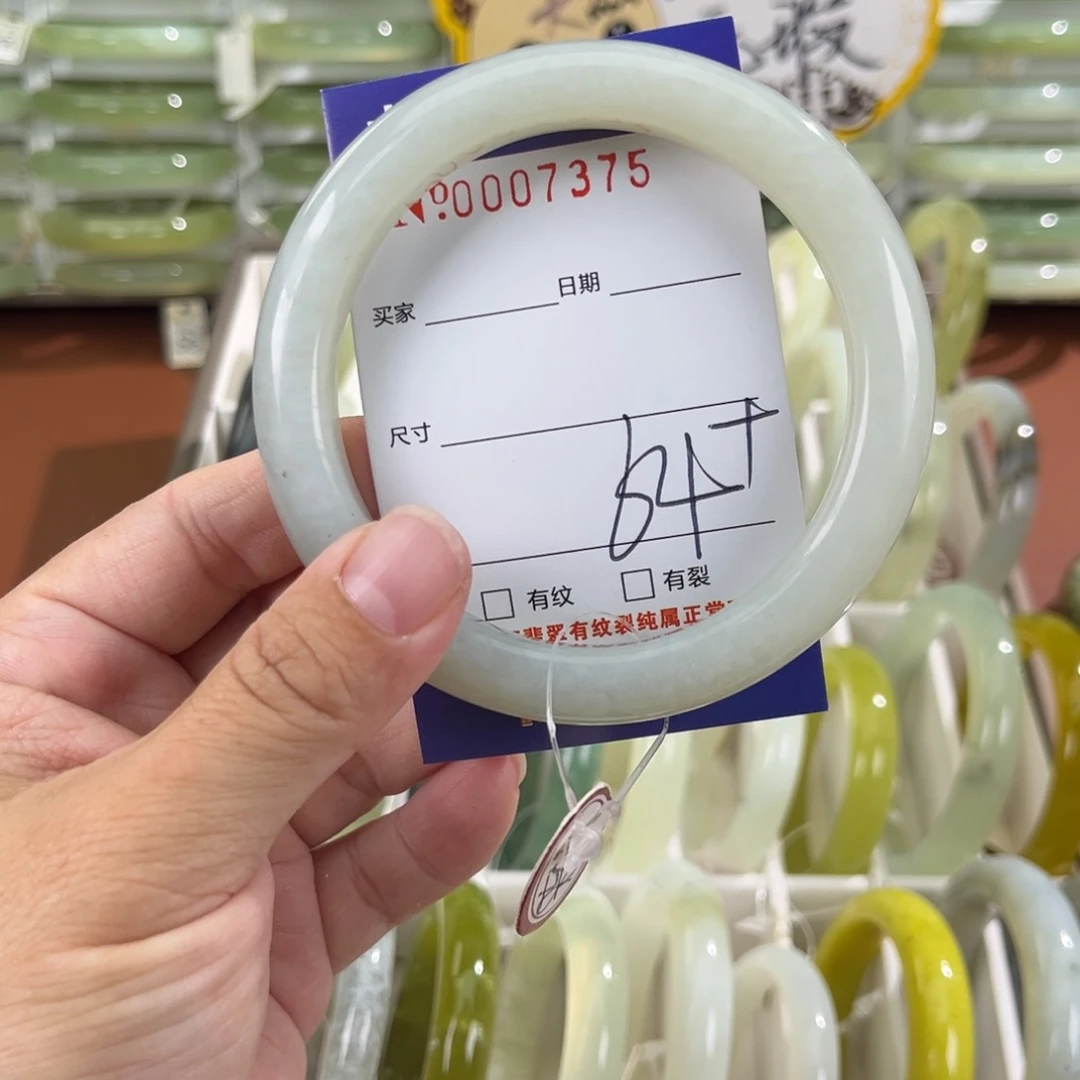 №0007375
买家 日期
尺寸
54+
有纹 有裂
翡翠有纹裂纯属正常